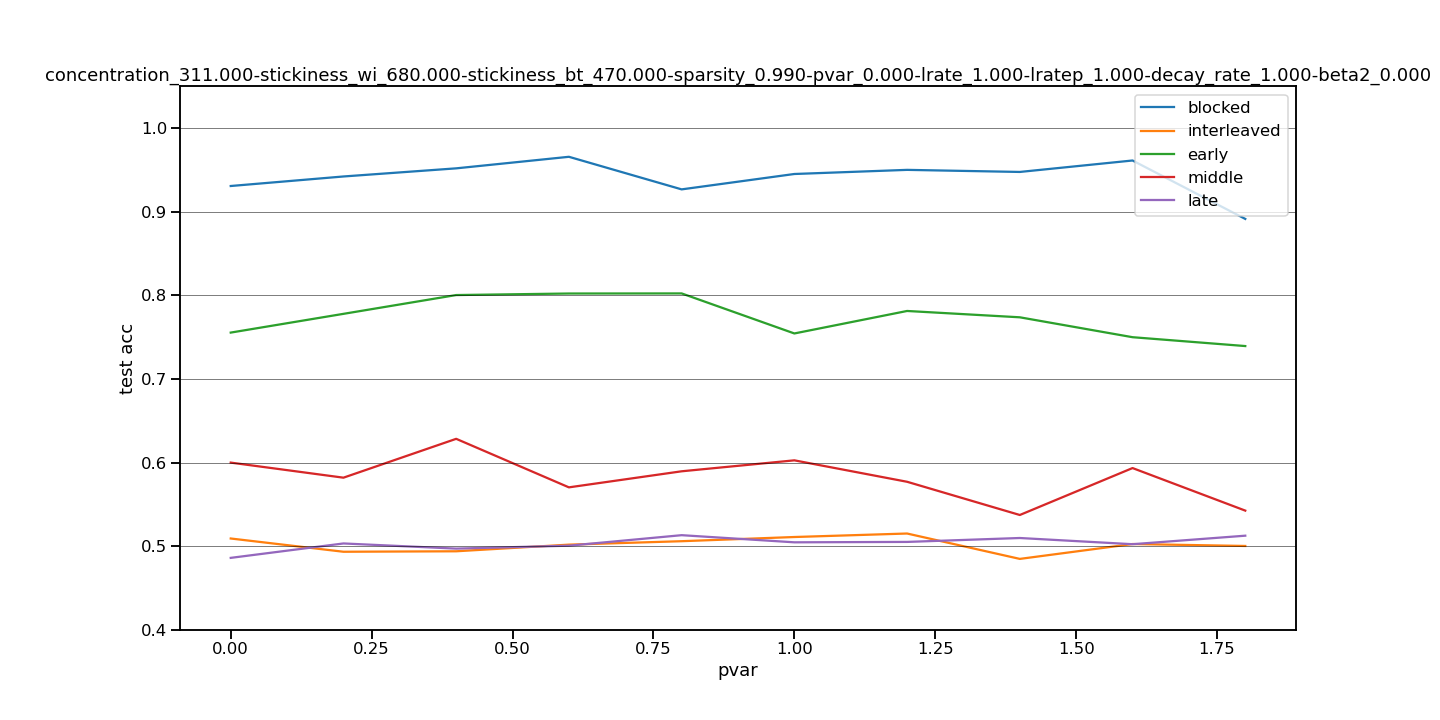 concentration_311.000-stickiness_wi_680.000-stickiness_bt_470.000-sparsity_0.990-pvar_0.000-lrate_1.000-lratep_1.000-decay_rate_1.000-beta2_0.000
blocked
interleaved
early
middle
late
1.0
0.9
0.8
0.7
0.6
0.5
0.4
test acc
0.00 0.25 0.50 0.75 1.00 1.25 1.50 1.75
pvar